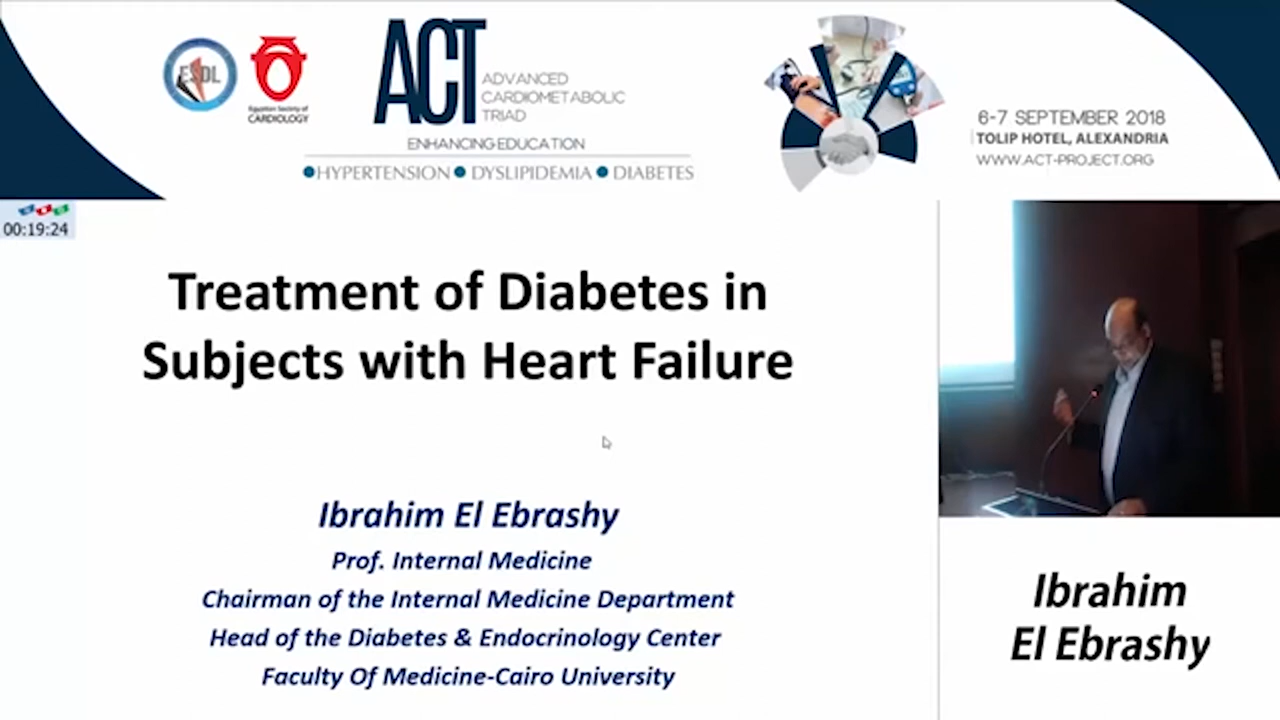 ESDL
Egyptian Society of
CARDIOLOGY
ACT
ADVANCED
CARDIOMETABOLIC
TRIAD
ENHANCING EDUCATION
●HYPERTENSION ● DYSLIPIDEMIA ● DIABETES
6-7 SEPTEMBER 2018
TOLIP HOTEL, ALEXANDRIA
WWW.ACT-PROJECT.ORG
00:19:24
Treatment of Diabetes in
Subjects with Heart Failure
Ibrahim El Ebrashy
Prof. Internal Medicine
Chairman of the Internal Medicine Department
Head of the Diabetes & Endocrinology Center
Faculty Of Medicine-Cairo University
Ibrahim
El Ebrashy